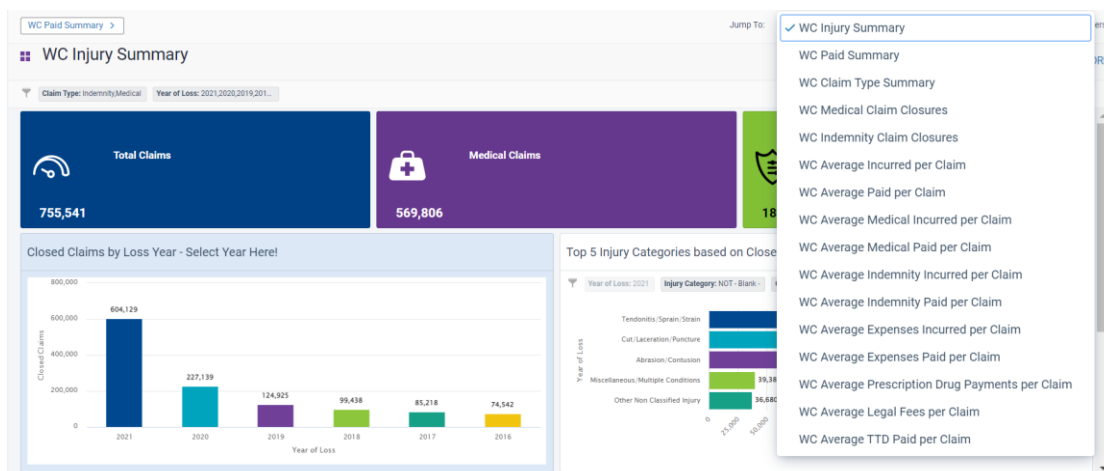 WC Paid Summary >
Jump To:
WC Injury Summary
Claim Type: Indemnity,Medical
Year of Loss: 2021,2020,2019,201...
Total Claims
755,541
Medical Claims
569,806
18
Closed Claims by Loss Year - Select Year Here!
800,000
600,000
400,000
200,000
0
Closed Claims
604,129
227,139
124,925
99,438
85,218
74,542
2021
2020
2019
2018
2017
2016
Year of Loss
Top 5 Injury Categories based on Close
Year of Loss: 2021
Injury Category: NOT - Blank -
Year of Loss
Tendonitis/Sprain/Strain
Cut/Laceration/Puncture
Abrasion/Contusion
Miscellaneous/Multiple Conditions
39,38
Other Non Classified Injury
36,680
0
25,000
50,000
WC Injury Summary
WC Paid Summary
WC Claim Type Summary
WC Medical Claim Closures
WC Indemnity Claim Closures
WC Average Incurred per Claim
WC Average Paid per Claim
WC Average Medical Incurred per Claim
WC Average Medical Paid per Claim
WC Average Indemnity Incurred per Claim
WC Average Indemnity Paid per Claim
WC Average Expenses Incurred per Claim
WC Average Expenses Paid per Claim
WC Average Prescription Drug Payments per Claim
WC Average Legal Fees per Claim
WC Average TTD Paid per Claim